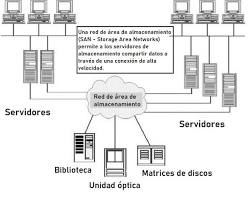 Una red de área de almacenamiento
(SAN - Storage Area Networks)
permite a los servidores de
almacenamiento compartir datos a
través de una conexión de alta
velocidad.
Red de área de
almacenamiento
Servidores
Servidores
Biblioteca
Unidad óptica
Matrices de discos